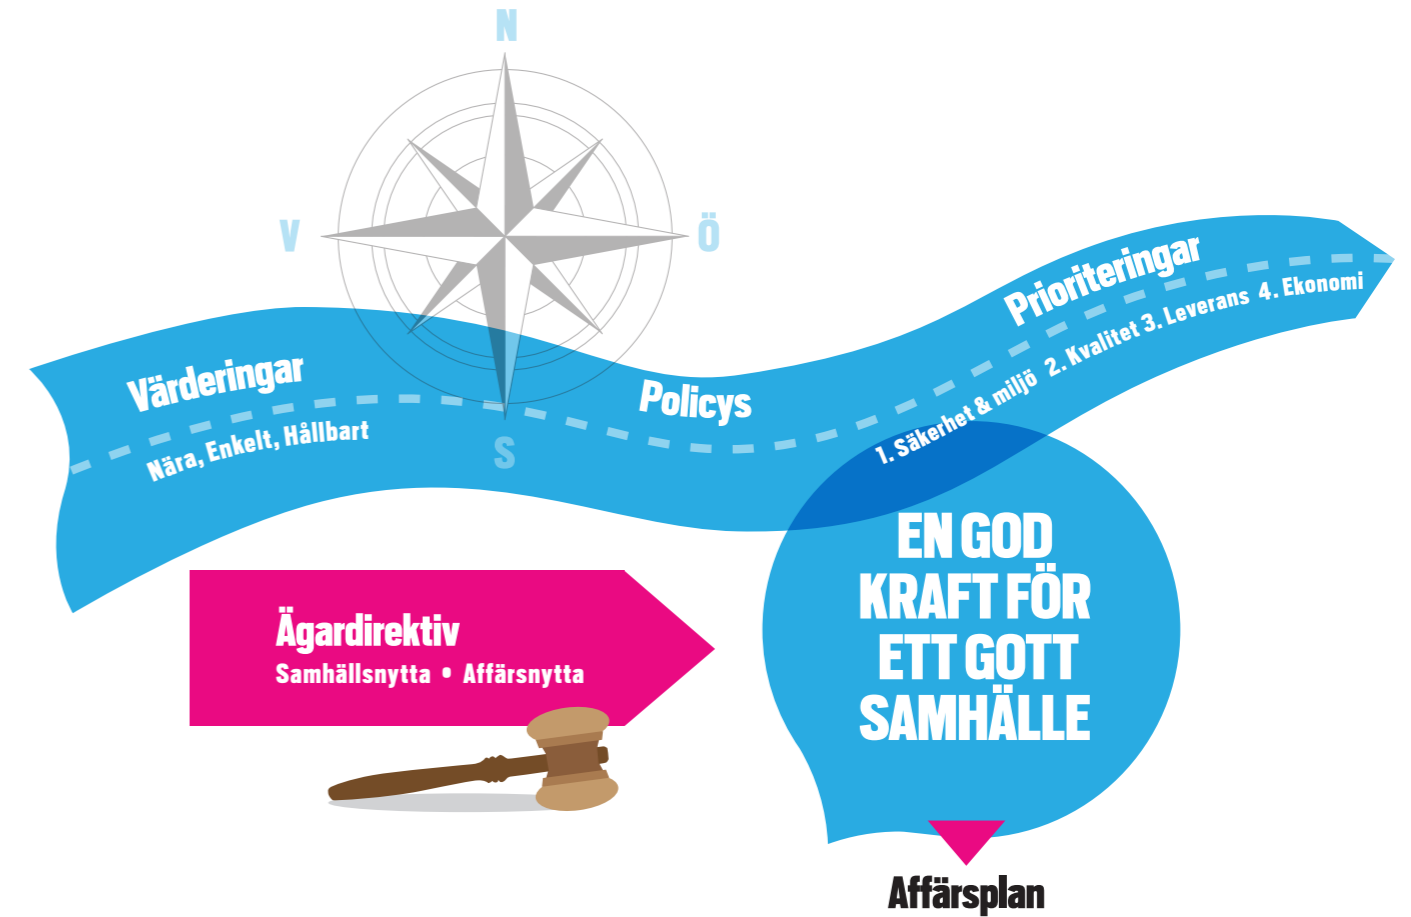 N
V
Ö
S
Värderingar
Nära, Enkelt, Hållbart
Policys
Prioriteringar
1. Säkerhet & miljö 2. Kvalitet 3. Leverans 4. Ekonomi
Ägardirektiv
Samhällsnytta • Affärsnytta
EN GOD
KRAFT FÖR
ETT GOTT
SAMHÄLLE
Affärsplan